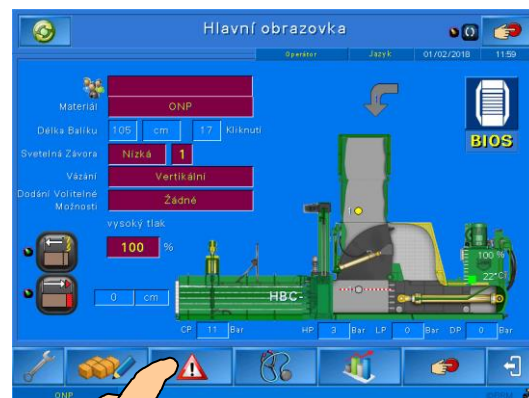 Hlavní obrazovka
Operátor Jazyk 01/02/2018 11:59
Materiál ONP
Délka Balíku 105 cm 17 Kliknutí
Svetelná Závora Nízká 1
Vázání Vertikální
Dodání Volitelné Možnosti Žádné
vysoký tlak
100 %
BIOS
100 %
22°C
0 cm
HBC-
CP 11 Bar HP 3 Bar LP 0 Bar DP 0 Bar
ONP